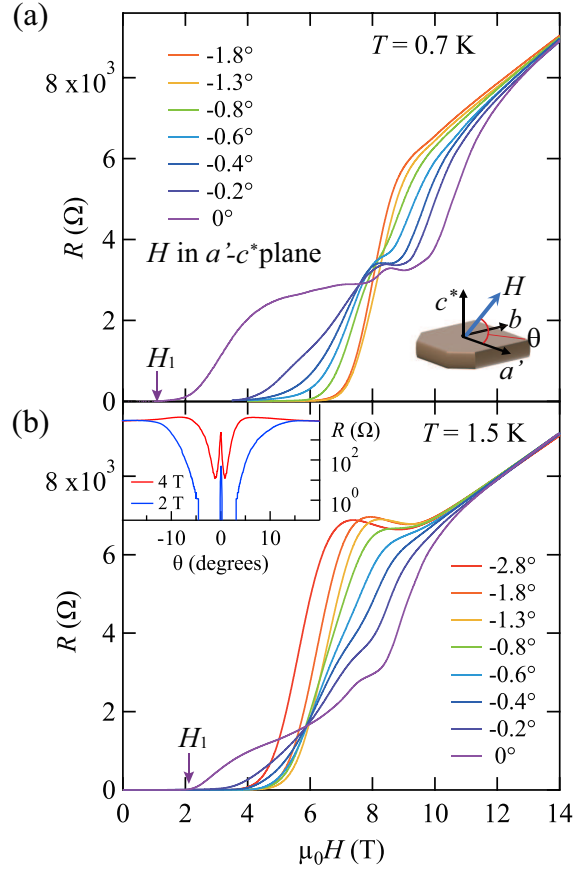 (a)
T = 0.7 K
-1.8°
-1.3°
-0.8°
-0.6°
-0.4°
-0.2°
0°
8 x10³
6
4
2
0
R (Ω)
H in a'-c* plane
H₁
c*
H
b
θ
a'
(b)
T = 1.5 K
R (Ω)
10²
10⁰
4 T
2 T
-10
0
10
θ (degrees)
8 x10³
6
4
2
0
R (Ω)
-2.8°
-1.8°
-1.3°
-0.8°
-0.6°
-0.4°
-0.2°
0°
H₁
0
2
4
6
8
10
12
14
μ₀H (T)